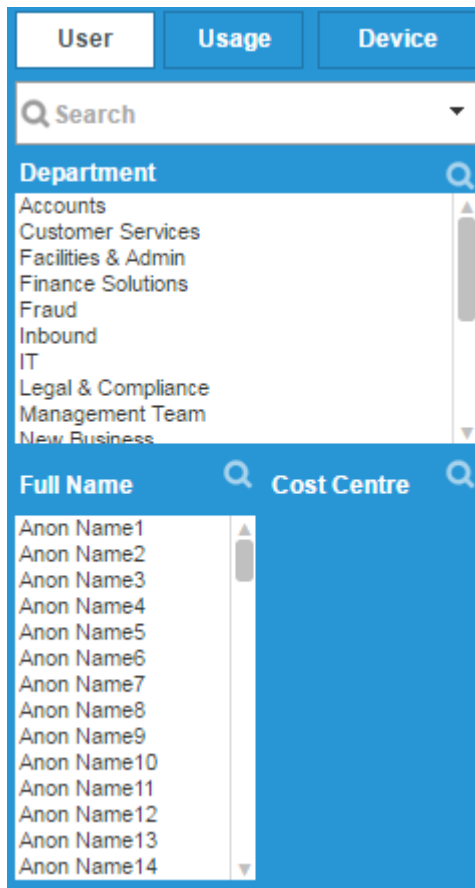 User Usage Device
Search
Department
Accounts
Customer Services
Facilities & Admin
Finance Solutions
Fraud
Inbound
IT
Legal & Compliance
Management Team
New Business
Full Name Cost Centre
Anon Name1
Anon Name2
Anon Name3
Anon Name4
Anon Name5
Anon Name6
Anon Name7
Anon Name8
Anon Name9
Anon Name10
Anon Name11
Anon Name12
Anon Name13
Anon Name14